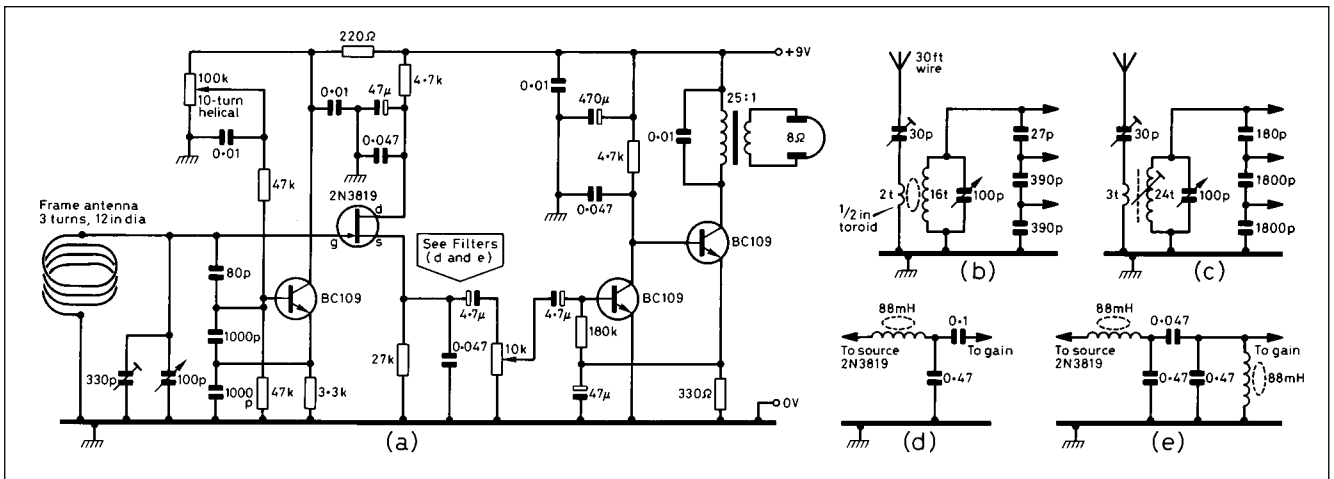 220Ω
+9V
100k
10-turn
helical
0·01
0·01
47μ
4·7k
0·047
47k
2N3819
d
g
s
Frame antenna
3 turns, 12in dia
See Filters
(d and e)
80p
BC109
1000p
330p
100p
1000
p
47k
3·3k
27k
4·7μ
0·047
10k
4·7μ
0·01
470μ
4·7k
0·047
0·01
25:1
8Ω
BC109
BC109
180k
47μ
330Ω
0V
(a)
30ft
wire
30p
2t
16t
100p
1/2 in
toroid
27p
390p
390p
(b)
30p
3t
24t
100p
180p
1800p
1800p
(c)
88mH
0·1
To source
2N3819
To gain
0·47
(d)
88mH
0·047
To source
2N3819
To gain
0·47
0·47
88mH
(e)